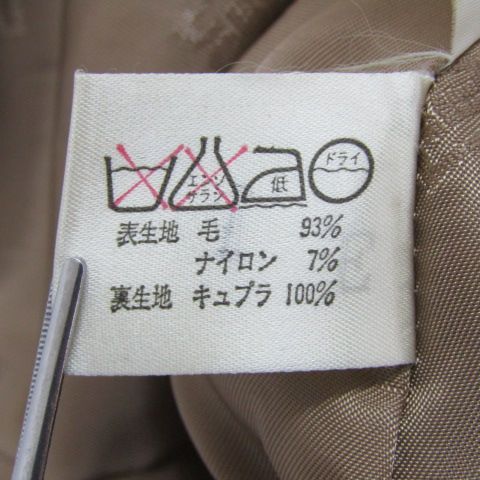 エンソ
サラシ
低
ドライ
表生地 毛 93%
ナイロン 7%
裏生地 キュプラ 100%